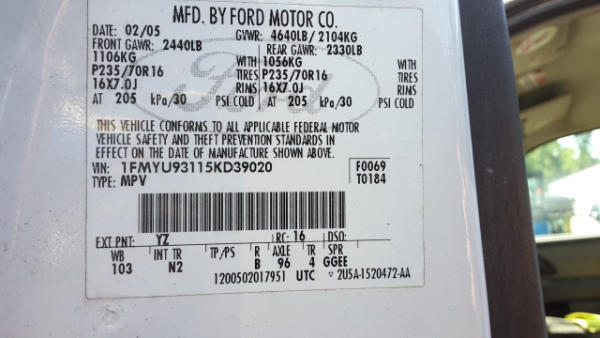 MFD. BY FORD MOTOR CO.
DATE: 02/05 GVWR: 4640LB/ 2104KG
FRONT GAWR: 2440LB REAR GAWR: 2330LB
1106KG WITH 1056KG WITH
P235/70R16 TIRES P235/70R16 TIRES
16X7.0J RIMS 16X7.0J RIMS
AT 205 kPa/30 PSI COLD AT 205 kPa/30 PSI COLD
Ford
THIS VEHICLE CONFORMS TO ALL APPLICABLE FEDERAL MOTOR
VEHICLE SAFETY AND THEFT PREVENTION STANDARDS IN
EFFECT ON THE DATE OF MANUFACTURE SHOWN ABOVE.
VIN: 1FMYU93115KD39020 F0069
TYPE: MPV T0184
EXT PNT: YZ RC: 16 DSO:
WB INT TR TP/PS R AXLE TR SPR
103 N2 B 96 4 GGEE
1200502017951 UTC ▽ 2U5A-1520472-AA